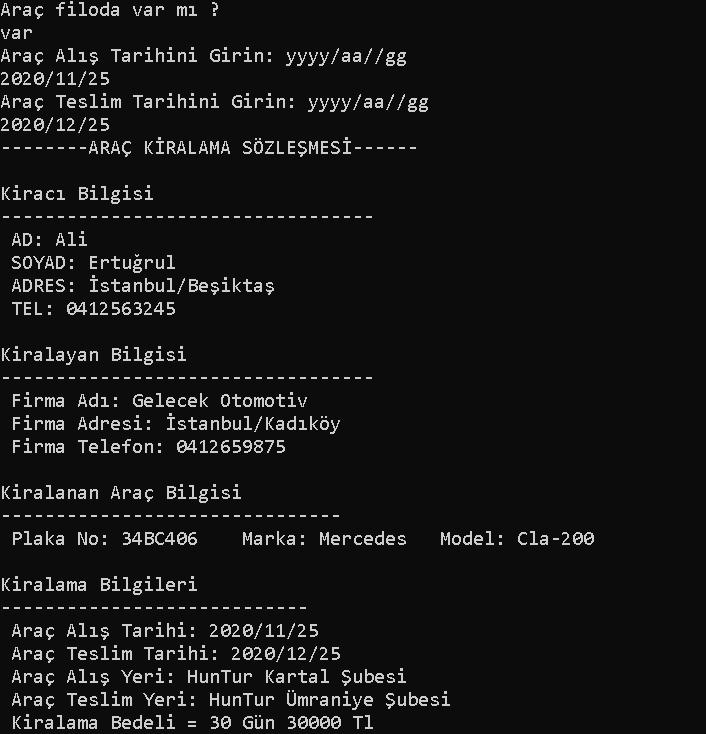 Araç filoda var mı ?
var
Araç Alış Tarihini Girin: yyyy/aa//gg
2020/11/25
Araç Teslim Tarihini Girin: yyyy/aa//gg
2020/12/25
--------ARAÇ KİRALAMA SÖZLEŞMESİ------
Kiracı Bilgisi
----------------------------------
AD: Ali
SOYAD: Ertuğrul
ADRES: İstanbul/Beşiktaş
TEL: 0412563245
Kiralayan Bilgisi
----------------------------------
Firma Adı: Gelecek Otomotiv
Firma Adresi: İstanbul/Kadıköy
Firma Telefon: 0412659875
Kiralanan Araç Bilgisi
-------------------------------
Plaka No: 34BC406    Marka: Mercedes   Model: Cla-200
Kiralama Bilgileri
----------------------------
Araç Alış Tarihi: 2020/11/25
Araç Teslim Tarihi: 2020/12/25
Araç Alış Yeri: HunTur Kartal Şubesi
Araç Teslim Yeri: HunTur Ümraniye Şubesi
Kiralama Bedeli = 30 Gün 30000 Tl